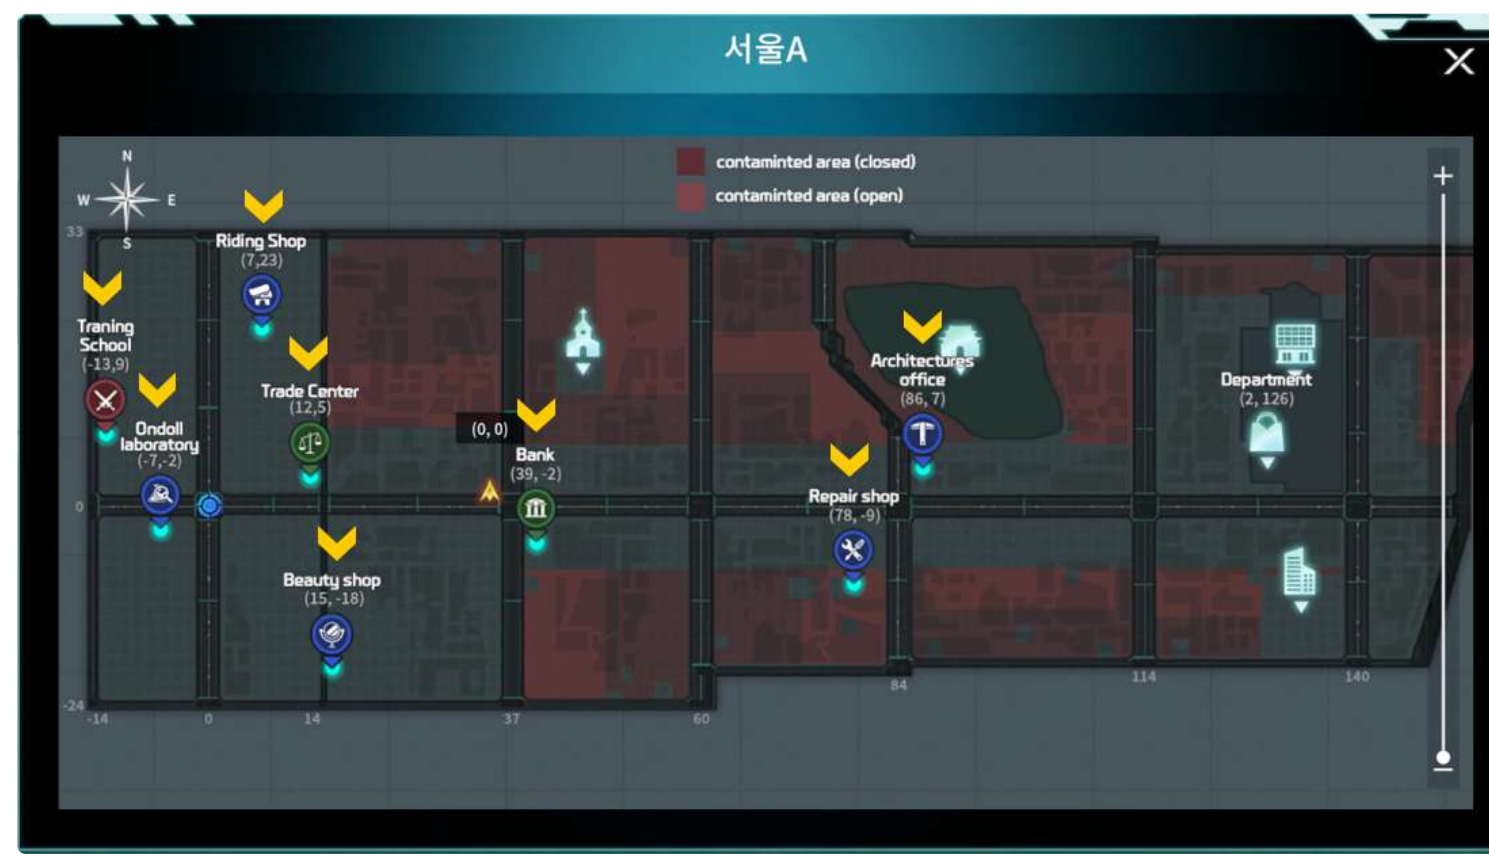 서울A
contaminted area (closed)
contaminted area (open)
N
W
E
S
33
Riding Shop
(7,23)
Traning
School
(-13,9)
Trade Center
(12,5)
Architectures
office
(86, 7)
Department
(2, 126)
Ondoll
laboratory
(-7,-2)
(0, 0)
Bank
(39, -2)
Repair shop
(78, -9)
0
Beauty shop
(15, -18)
-24
-14
0
14
37
60
84
114
140